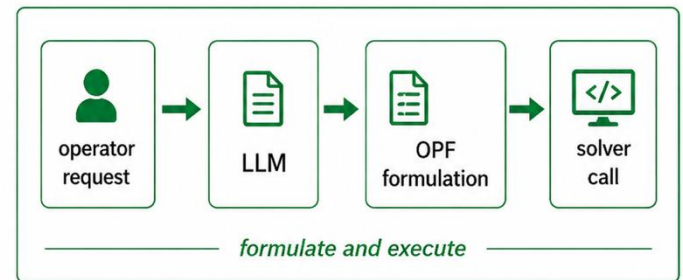 operator
request
LLM
OPF
formulation
</>
solver
call
formulate and execute